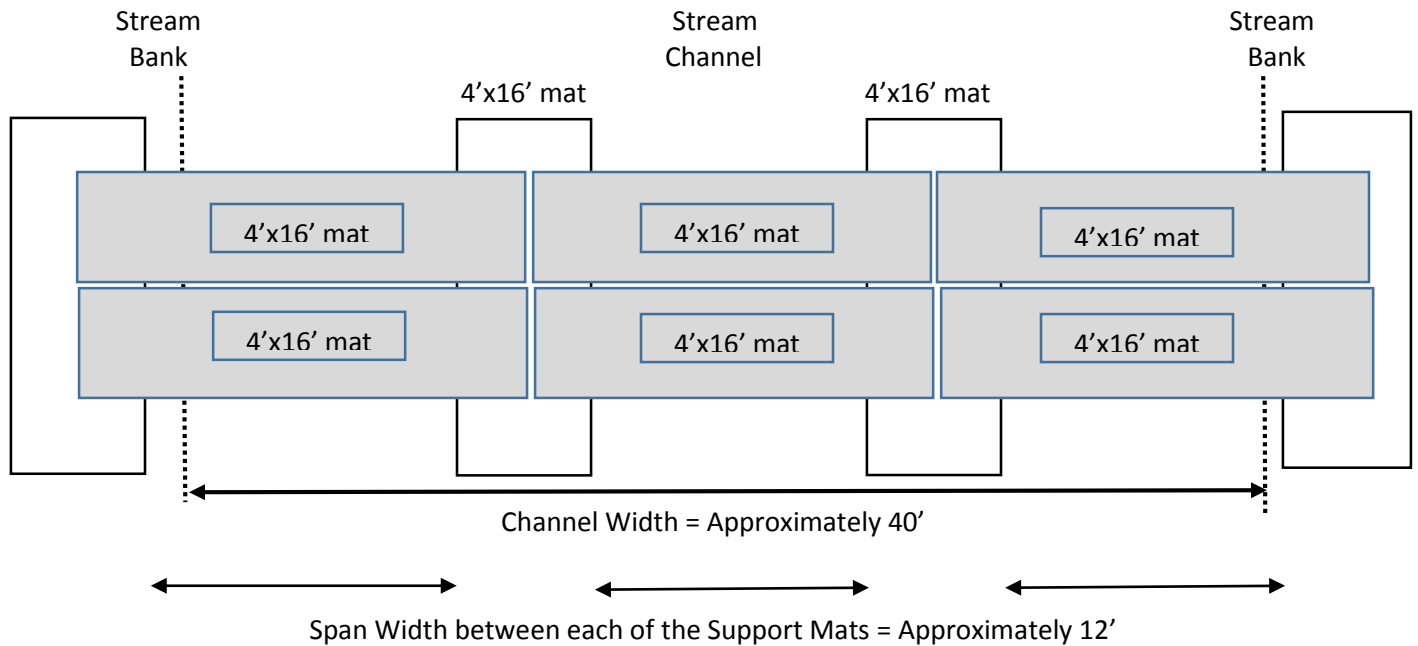 Stream
Bank
Stream
Channel
Stream
Bank
4’x16’ mat
4’x16’ mat
4’x16’ mat
4’x16’ mat
4’x16’ mat
4’x16’ mat
4’x16’ mat
4’x16’ mat
Channel Width = Approximately 40’
Span Width between each of the Support Mats = Approximately 12’